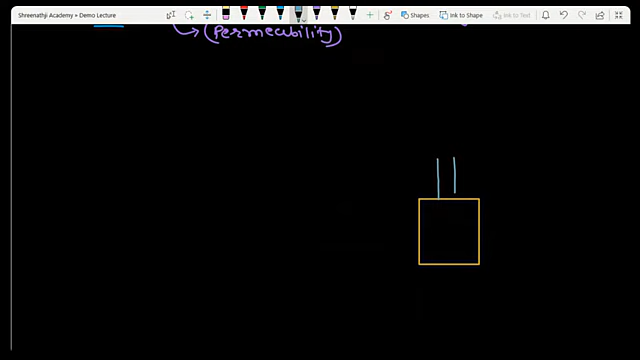 Shreenathji Academy » Demo Lecture
Shapes
Ink to Shape
Ink to Text
(Permeability)